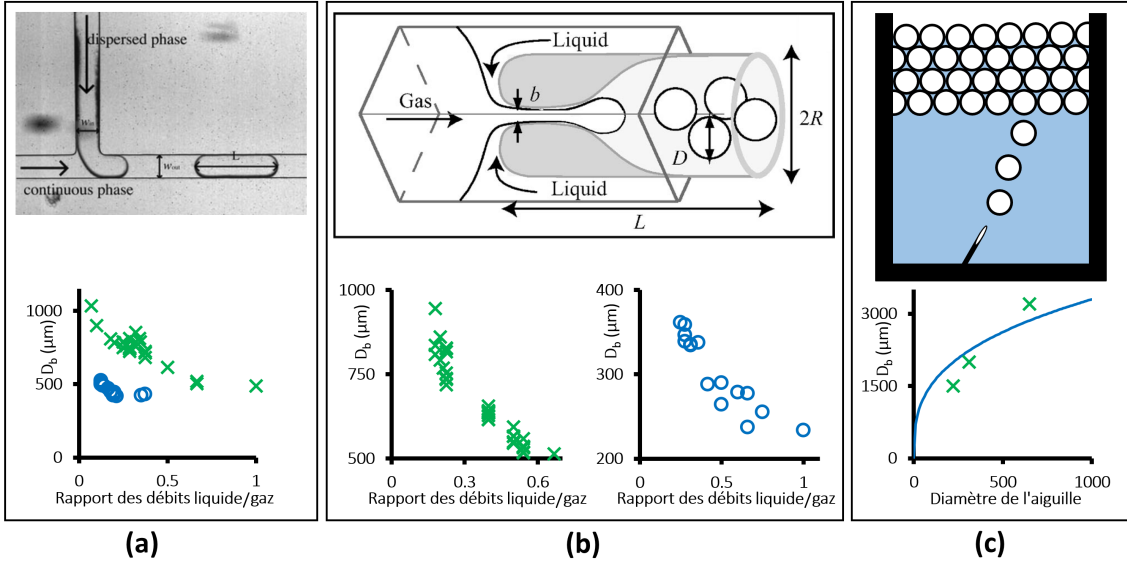 dispersed phase
w_in
L
w_out
continuous phase
D_b (µm)
1000
500
0
0
0.5
1
Rapport des débits liquide/gaz
(a)
Liquid
Gas
b
D
2R
Liquid
L
D_b (µm)
1000
500
0
0.3
0.6
Rapport des débits liquide/gaz
D_b (µm)
400
300
200
0
0.5
1
Rapport des débits liquide/gaz
(b)
D_b (µm)
3000
1500
0
0
500
1000
Diamètre de l'aiguille
(c)